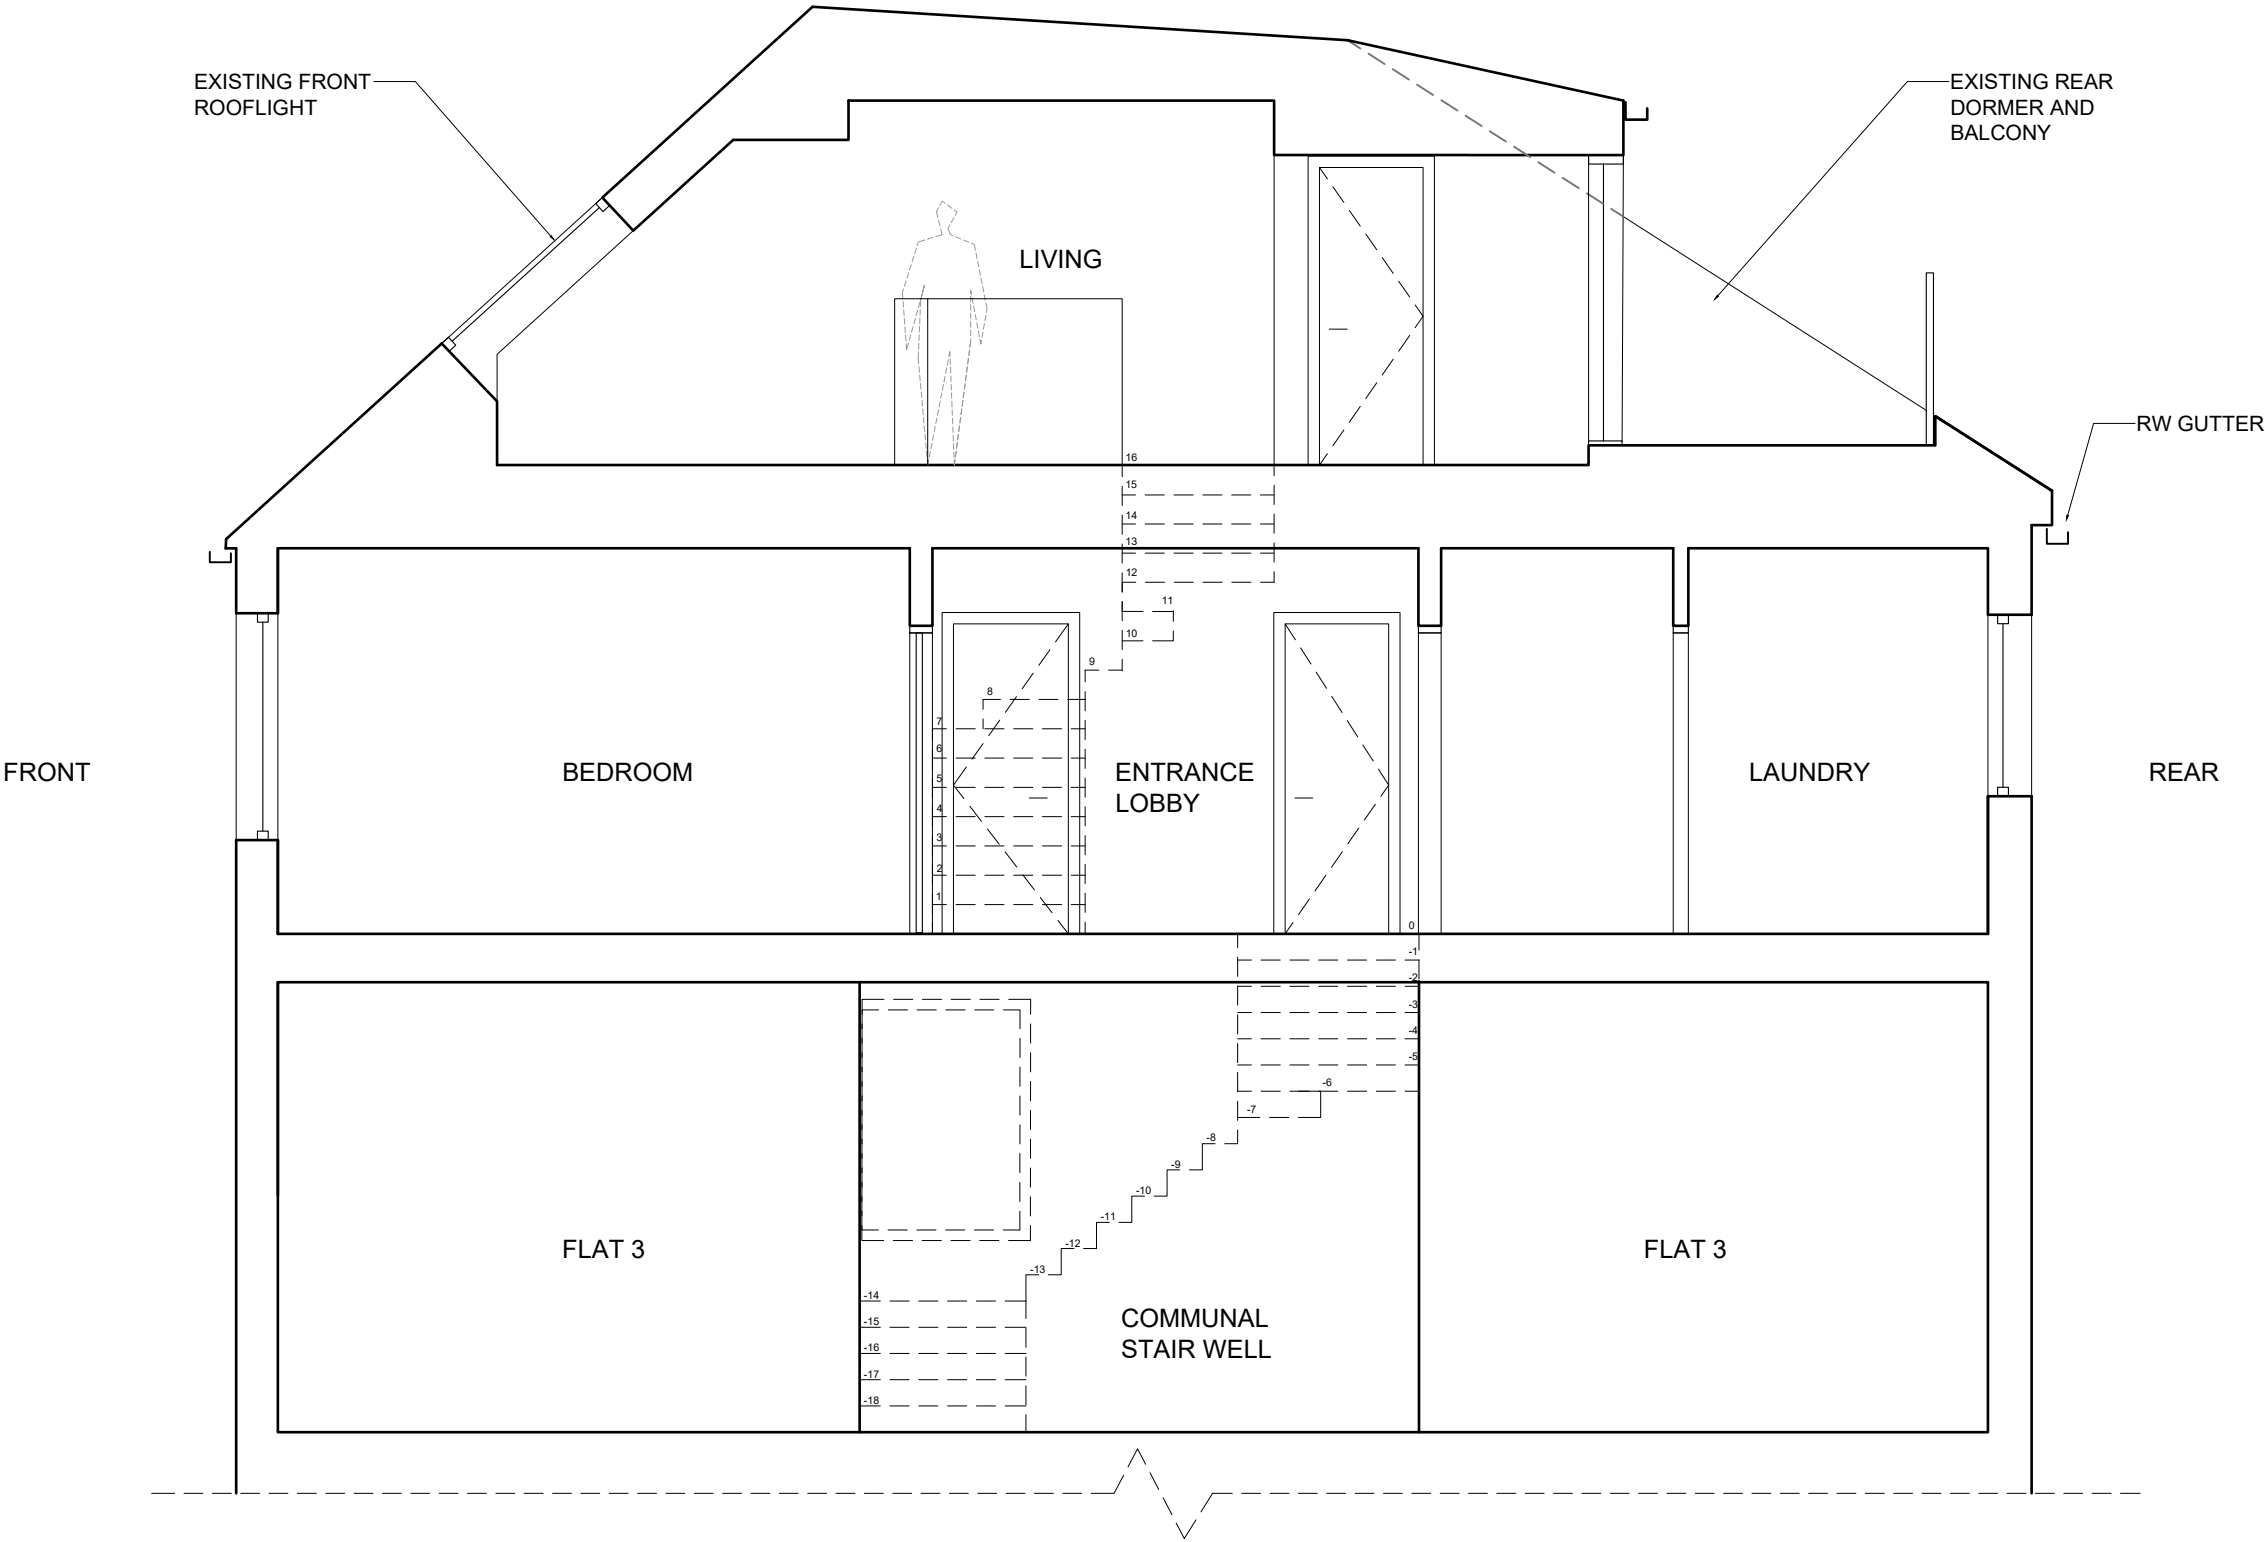 EXISTING FRONT
ROOFLIGHT
EXISTING REAR
DORMER AND
BALCONY
LIVING
RW GUTTER
16
15
14
13
12
11
10
9
8
7
6
5
4
3
2
1
FRONT
BEDROOM
ENTRANCE
LOBBY
LAUNDRY
REAR
0
-1
-2
-3
-4
-5
-6
-7
-8
-9
-10
-11
-12
-13
-14
-15
-16
-17
-18
FLAT 3
FLAT 3
COMMUNAL
STAIR WELL